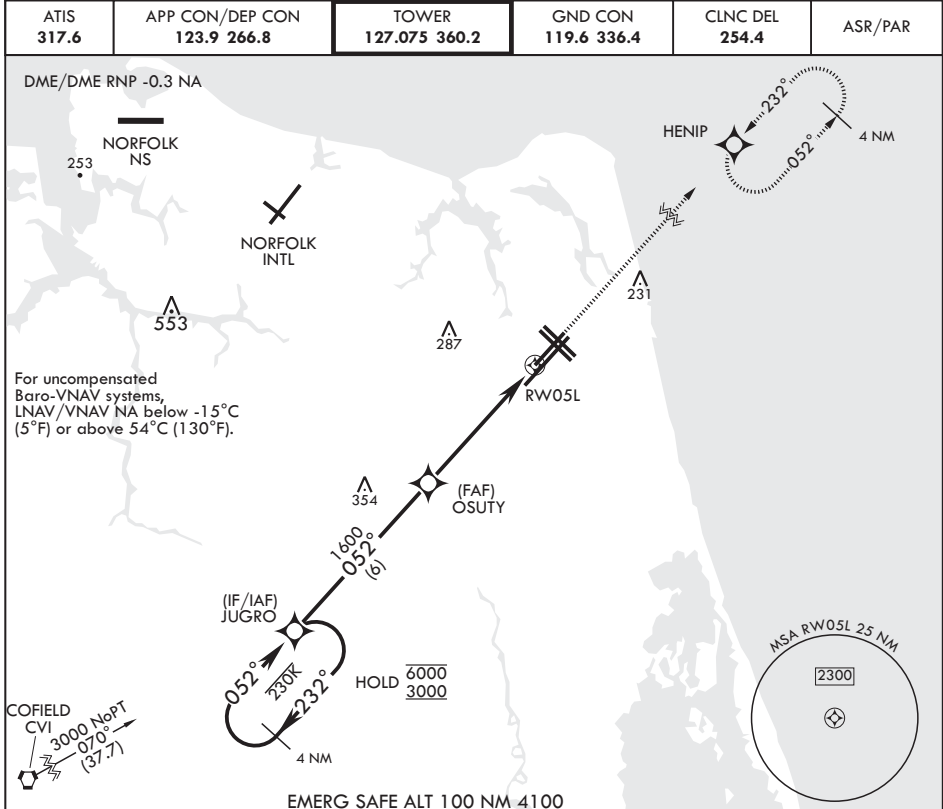 ATIS
317.6
APP CON/DEP CON
123.9 266.8
TOWER
127.075 360.2
GND CON
119.6 336.4
CLNC DEL
254.4
ASR/PAR
DME/DME RNP -0.3 NA
NORFOLK
NS
253
NORFOLK
INTL
HENIP
232°
052°
4 NM
553
287
231
RW05L
For uncompensated
Baro-VNAV systems,
LNAV/VNAV NA below -15°C
(5°F) or above 54°C (130°F).
354
(FAF)
OSUTY
1600
052°
(6)
(IF/IAF)
JUGRO
052°
230K
232°
HOLD
6000
3000
4 NM
COFIELD
CVI
3000 NoPT
070°
(37.7)
MSA RW05L 25 NM
2300
EMERG SAFE ALT 100 NM 4100